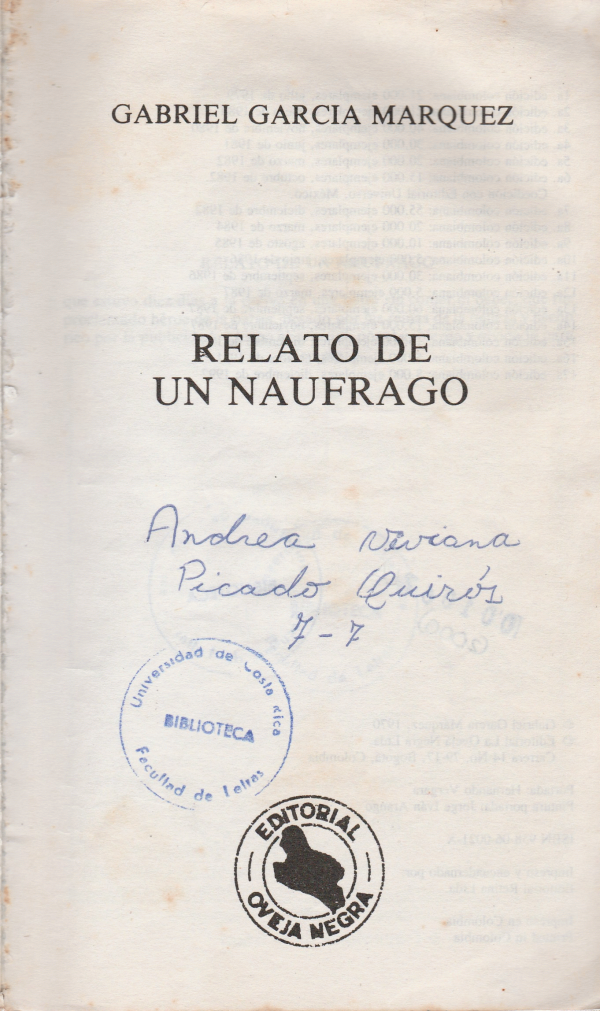 GABRIEL GARCIA MARQUEZ
RELATO DE
UN NAUFRAGO
Andrea Viviana
Picado Quirós
7-7
Universidad de Costa Rica
BIBLIOTECA
Facultad de Letras
EDITORIAL
OVEJA NEGRA